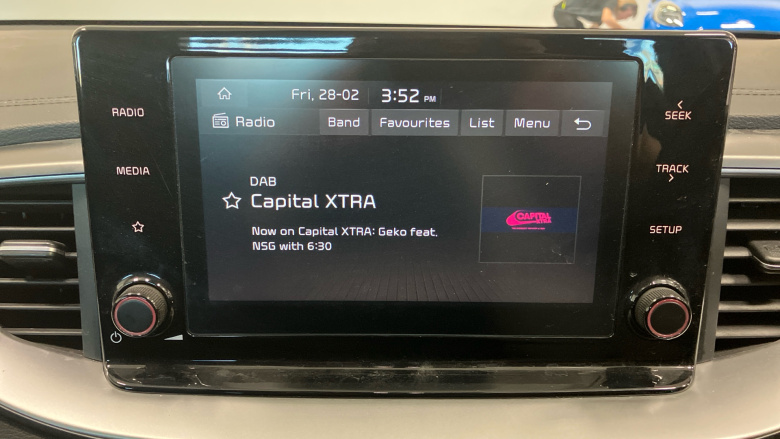 Fri, 28-02 3:52 PM
Radio Band Favourites List Menu
DAB
Capital XTRA
Now on Capital XTRA: Geko feat.
NSG with 6:30
CAPITAL
XTRA
RADIO
MEDIA
SEEK
TRACK
SETUP